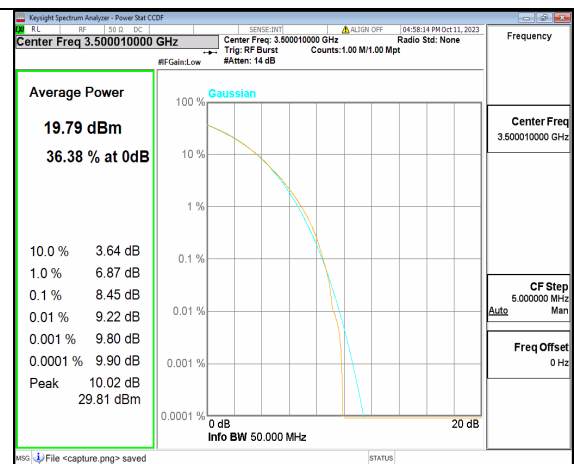 Keysight Spectrum Analyzer - Power Stat CCDF
RL RF 50 Ω DC SENSE:INT ALIGN OFF 04:58:14 PM Oct 11, 2023
Center Freq 3.500010000 GHz
Center Freq: 3.500010000 GHz Radio Std: None
Trig: RF Burst Counts:1.00 M/1.00 Mpt
#IFGain:Low #Atten: 14 dB
Frequency
Average Power
19.79 dBm
36.38 % at 0dB
10.0 % 3.64 dB
1.0 % 6.87 dB
0.1 % 8.45 dB
0.01 % 9.22 dB
0.001 % 9.80 dB
0.0001 % 9.90 dB
Peak 10.02 dB
29.81 dBm
Gaussian
100 %
10 %
1 %
0.1 %
0.01 %
0.001 %
0.0001 %
0 dB 20 dB
Info BW 50.000 MHz
Center Freq
3.500010000 GHz
CF Step
5.000000 MHz
Auto Man
Freq Offset
0 Hz
MSG File <capture.png> saved STATUS